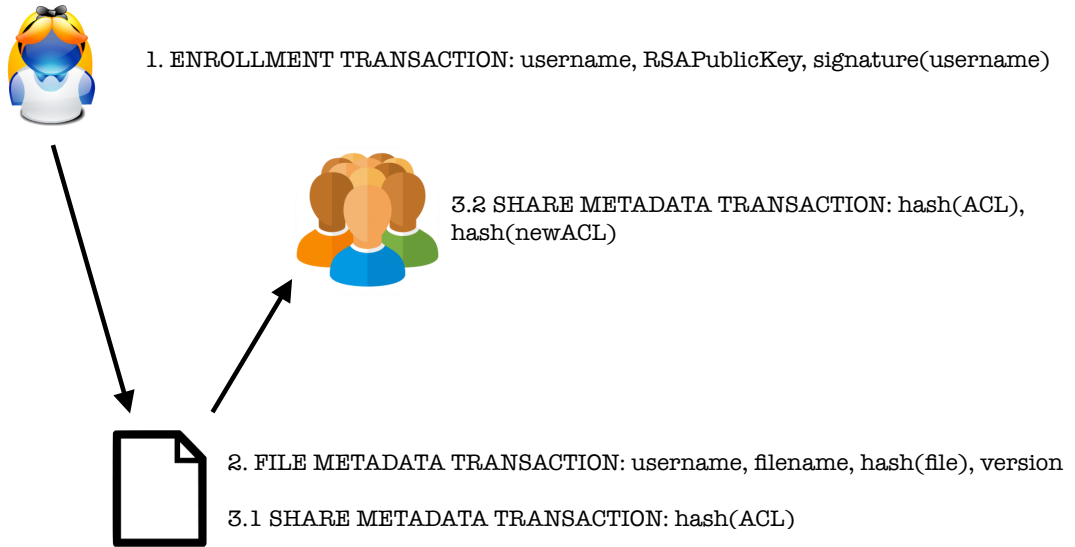 1. ENROLLMENT TRANSACTION: username, RSAPublicKey, signature(username)
3.2 SHARE METADATA TRANSACTION: hash(ACL),
hash(newACL)
2. FILE METADATA TRANSACTION: username, filename, hash(file), version
3.1 SHARE METADATA TRANSACTION: hash(ACL)